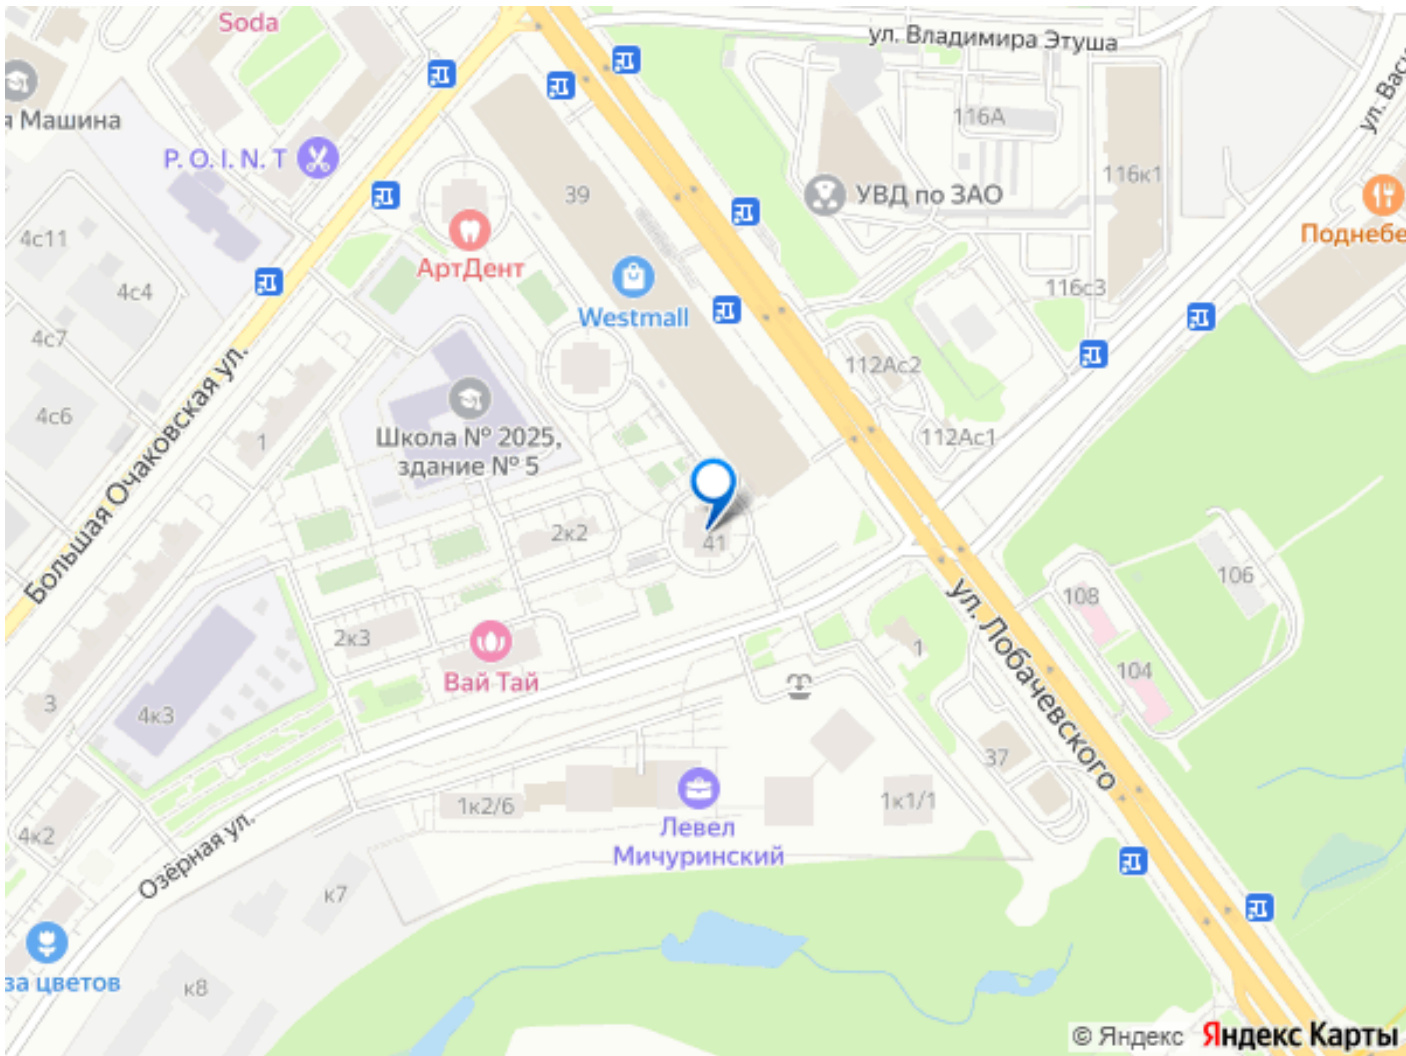 Soda
ул. Владимира Этуша
я Машина
116А
ул. Васи
P. O. I. N. T
39
116к1
УВД по ЗАО
4с11
Поднебе
АртДент
4с4
116с3
Westmall
4с7
112Ас2
4с6
Большая Очаковская ул.
1
Школа № 2025,
здание № 5
112Ас1
2к2
41
106
108
ул. Лобачевского
2к3
1
104
Вай Тай
3
4к3
37
1к2/6
1к1/1
4к2
Левел
Мичуринский
Озёрная ул.
к7
за цветов
к8
© Яндекс Яндекс Карты